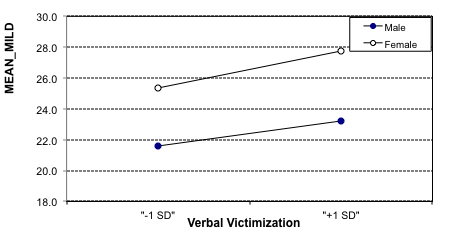 MEAN_MILD
30.0
28.0
26.0
24.0
22.0
20.0
18.0
Male
Female
"-1 SD"
"+1 SD"
Verbal Victimization